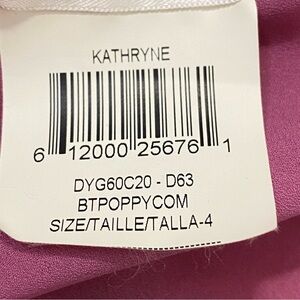 KATHRYNE
6 12000 25676 1
DYG60C20 - D63
BTPOPPYCOM
SIZE/TAILLE/TALLA-4